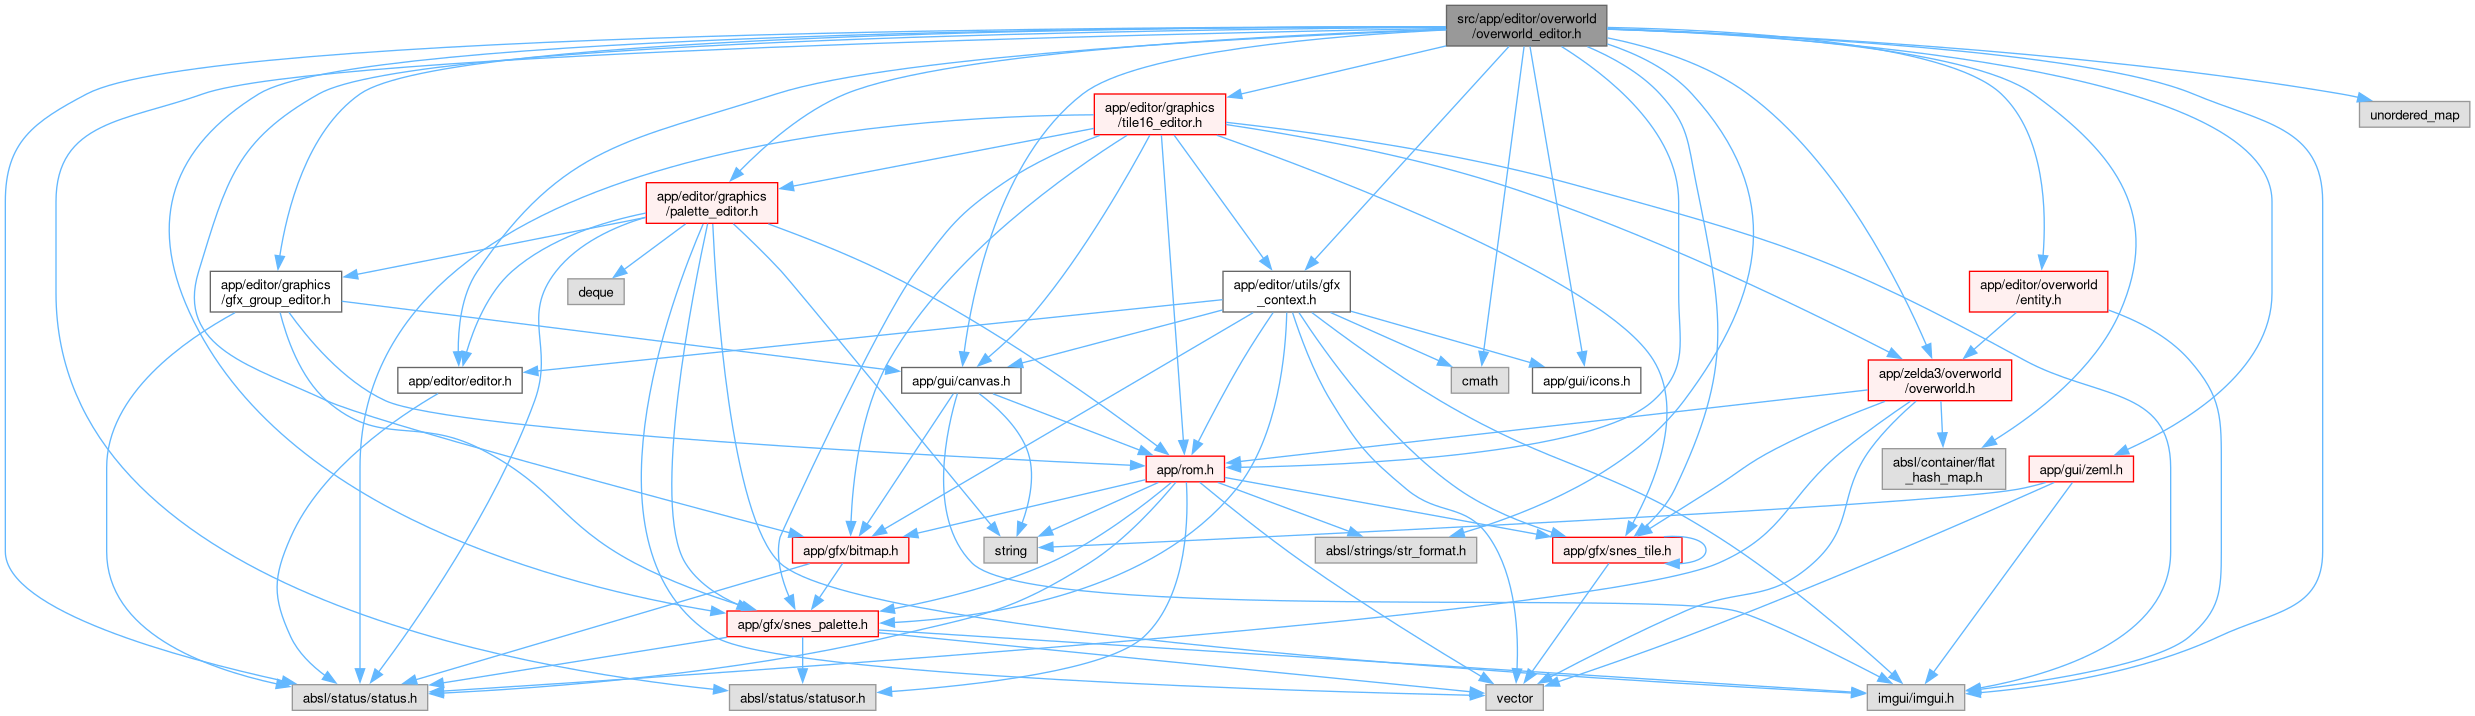 src/app/editor/overworld
/overworld_editor.h
app/editor/graphics
/tile16_editor.h
unordered_map
app/editor/graphics
/palette_editor.h
app/editor/graphics
/gfx_group_editor.h
deque
app/editor/utils/gfx
_context.h
app/editor/overworld
/entity.h
app/editor/editor.h
app/gui/canvas.h
cmath
app/gui/icons.h
app/zelda3/overworld
/overworld.h
app/rom.h
absl/container/flat
_hash_map.h
app/gui/zeml.h
app/gfx/bitmap.h
string
absl/strings/str_format.h
app/gfx/snes_tile.h
app/gfx/snes_palette.h
absl/status/status.h
absl/status/statusor.h
vector
imgui/imgui.h